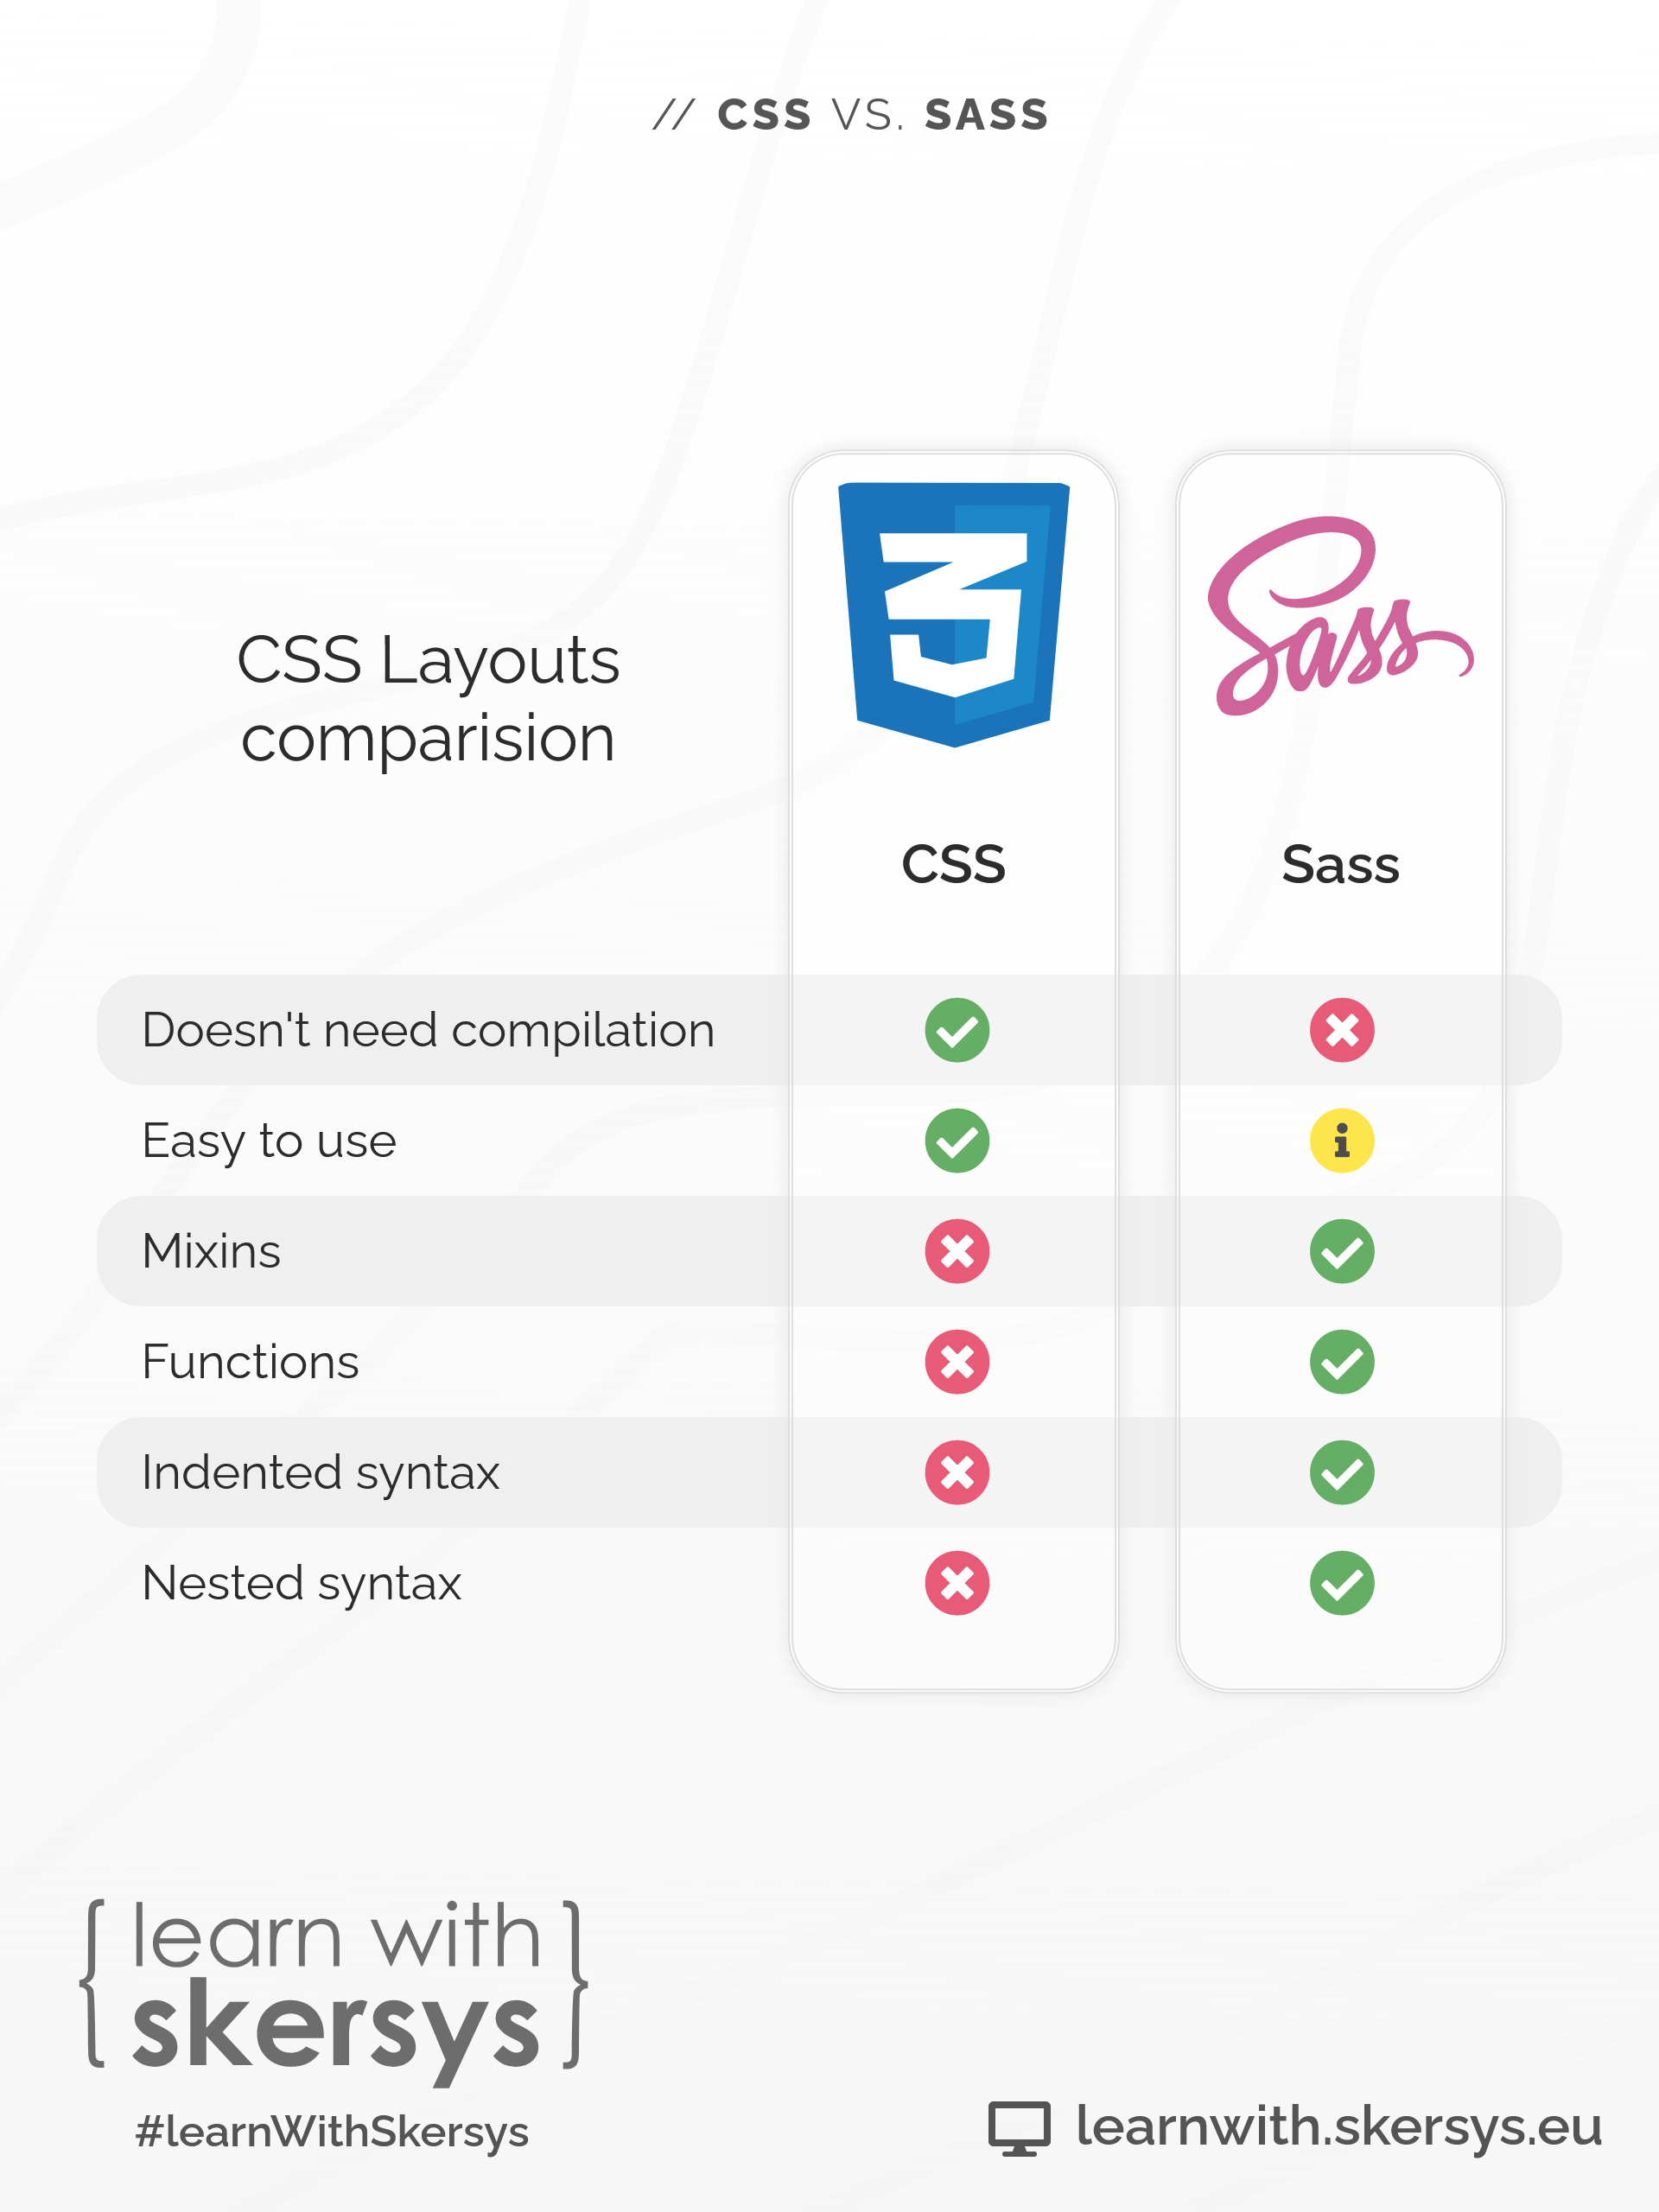 // CSS VS. SASS
CSS Layouts
comparision
Sass
CSS
Sass
Doesn't need compilation
Easy to use
Mixins
Functions
Indented syntax
Nested syntax
{ learn with }
skersys
#learnWithSkersys
learnwith.skersys.eu